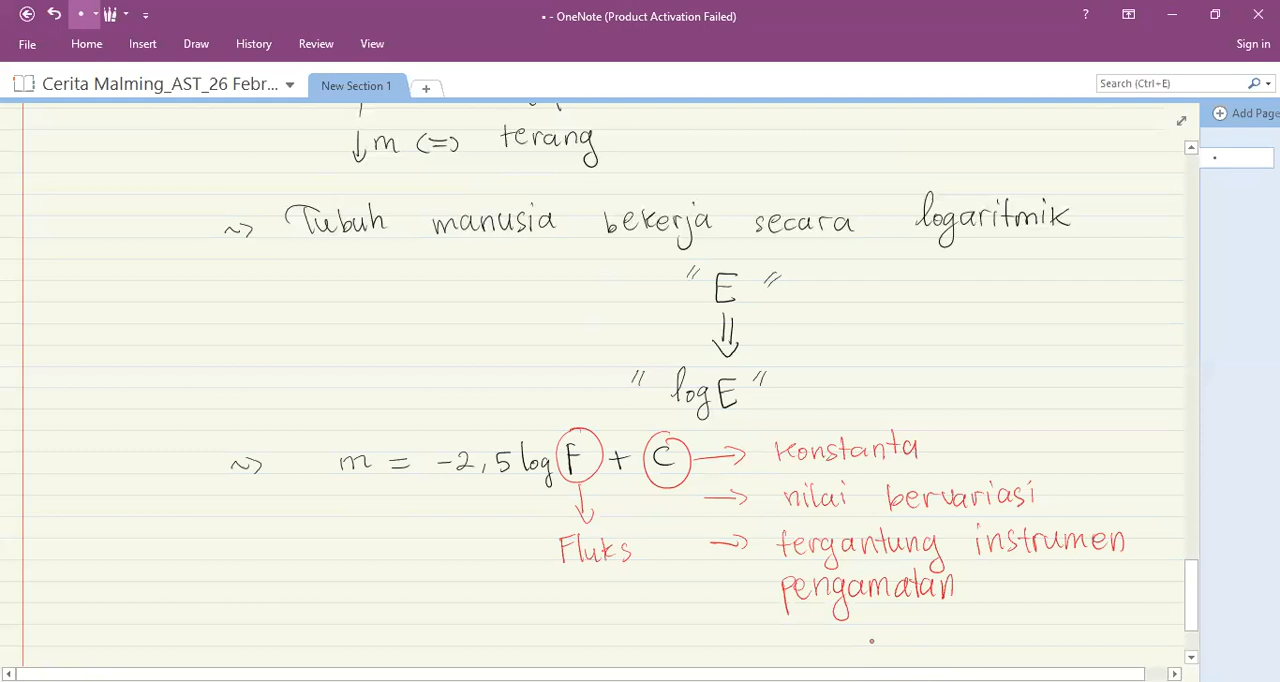 - OneNote (Product Activation Failed)
File Home Insert Draw History Review View Sign in
Cerita Malming_AST_26 Febr... New Section 1 Search (Ctrl+E)
Add Page
↓m <=> terang
~> Tubuh manusia bekerja secara logaritmik
"E"
⇓
"log E"
~> m = -2,5 log F + C → Konstanta
→ nilai bervariasi
Fluks → tergantung instrumen
pengamatan